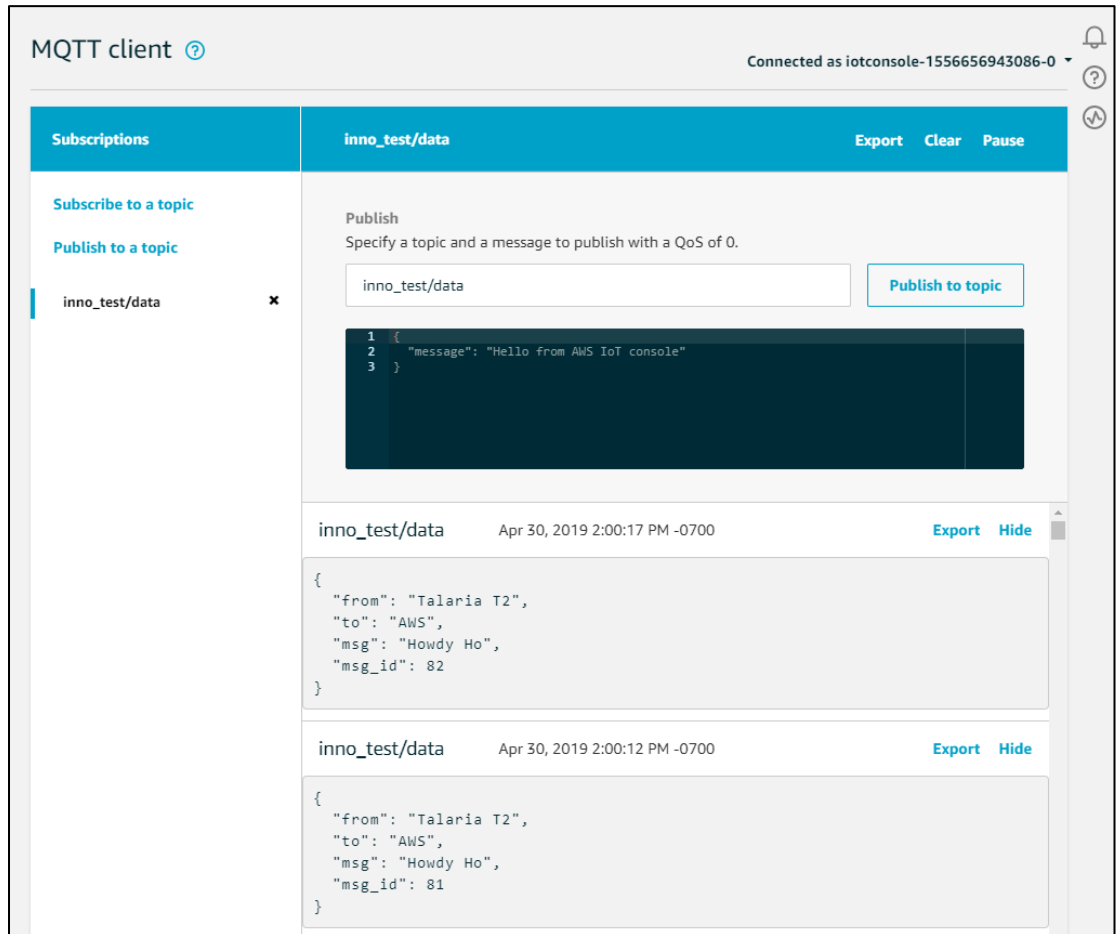 MQTT client
Connected as iotconsole-1556656943086-0
Subscriptions
inno_test/data
Export Clear Pause
Subscribe to a topic
Publish to a topic
inno_test/data
Publish
Specify a topic and a message to publish with a QoS of 0.
inno_test/data
Publish to topic
1 {
2 "message": "Hello from AWS IoT console"
3 }
inno_test/data Apr 30, 2019 2:00:17 PM -0700 Export Hide
{
"from": "Talaria T2",
"to": "AWS",
"msg": "Howdy Ho",
"msg_id": 82
}
inno_test/data Apr 30, 2019 2:00:12 PM -0700 Export Hide
{
"from": "Talaria T2",
"to": "AWS",
"msg": "Howdy Ho",
"msg_id": 81
}